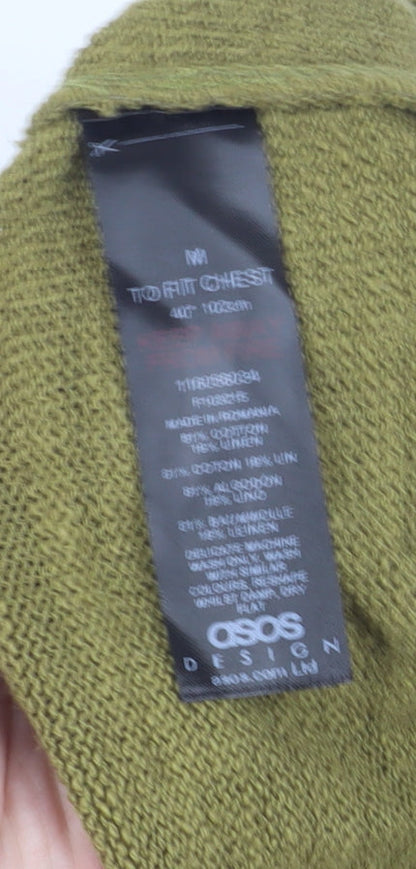 M
TO FIT CHEST
40" 102cm
MADE IN ROMANIA
81% COTTON
19% LINEN
81% COTON 19% LIN
81% ALGODON
19% LINO
81% BAUMWOLLE
19% LEINEN
DELICATE MACHINE
WASH ONLY. WASH
WITH SIMILAR
COLOURS. RESHAPE
WHILST DAMP. DRY
FLAT
asos
DESIGN
asos.com LM